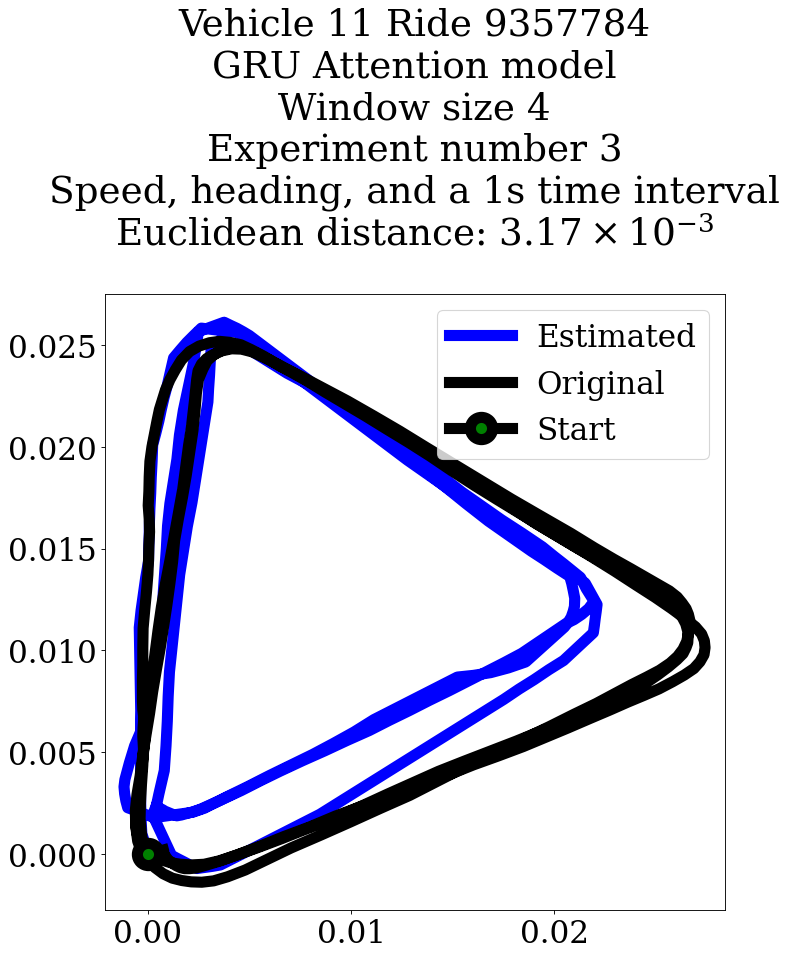 Vehicle 11 Ride 9357784
GRU Attention model
Window size 4
Experiment number 3
Speed, heading, and a 1s time interval
Euclidean distance: 3.17 × 10⁻³
Estimated
Original
Start
0.025
0.020
0.015
0.010
0.005
0.000
0.00 0.01 0.02